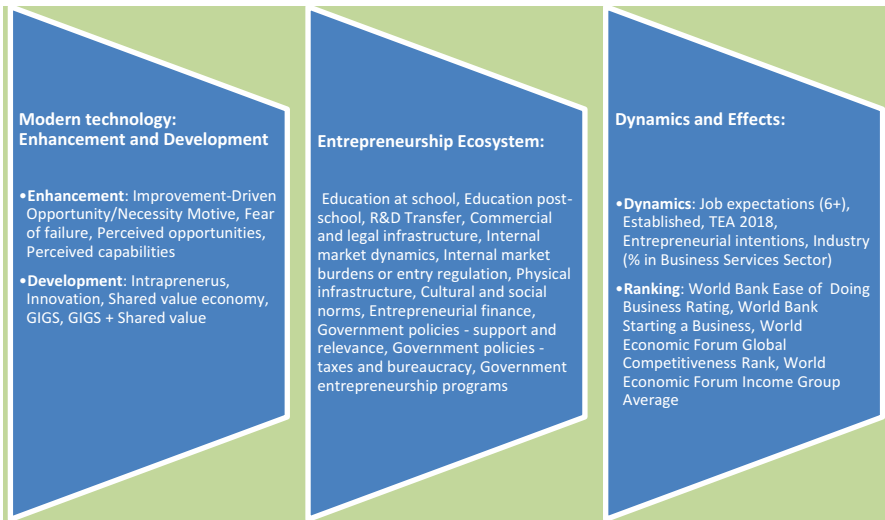 Modern technology:
Enhancement and Development
•Enhancement: Improvement-Driven
Opportunity/Necessity Motive, Fear
of failure, Perceived opportunities,
Perceived capabilities
•Development: Intraprenerus,
Innovation, Shared value economy,
GIGS, GIGS + Shared value
Entrepreneurship Ecosystem:
Education at school, Education post-
school, R&D Transfer, Commercial
and legal infrastructure, Internal
market dynamics, Internal market
burdens or entry regulation, Physical
infrastructure, Cultural and social
norms, Entrepreneurial finance,
Government policies - support and
relevance, Government policies -
taxes and bureaucracy, Government
entrepreneurship programs
Dynamics and Effects:
•Dynamics: Job expectations (6+),
Established, TEA 2018,
Entrepreneurial intentions, Industry
(% in Business Services Sector)
•Ranking: World Bank Ease of Doing
Business Rating, World Bank
Starting a Business, World
Economic Forum Global
Competitiveness Rank, World
Economic Forum Income Group
Average